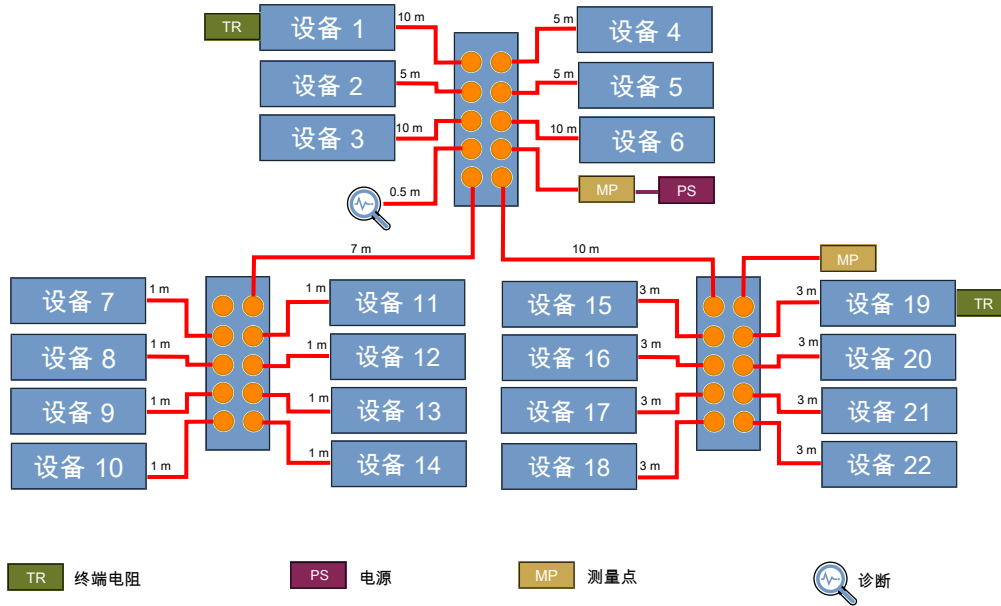 TR
设备 1
10 m
5 m
设备 4
设备 2
5 m
5 m
设备 5
设备 3
10 m
10 m
设备 6
0.5 m
MP
PS
7 m
10 m
MP
设备 7
1 m
1 m
设备 11
设备 8
1 m
1 m
设备 12
设备 9
1 m
1 m
设备 13
设备 10
1 m
1 m
设备 14
设备 15
3 m
3 m
设备 19
TR
设备 16
3 m
3 m
设备 20
设备 17
3 m
3 m
设备 21
设备 18
3 m
3 m
设备 22
TR 终端电阻
PS 电源
MP 测量点
诊断